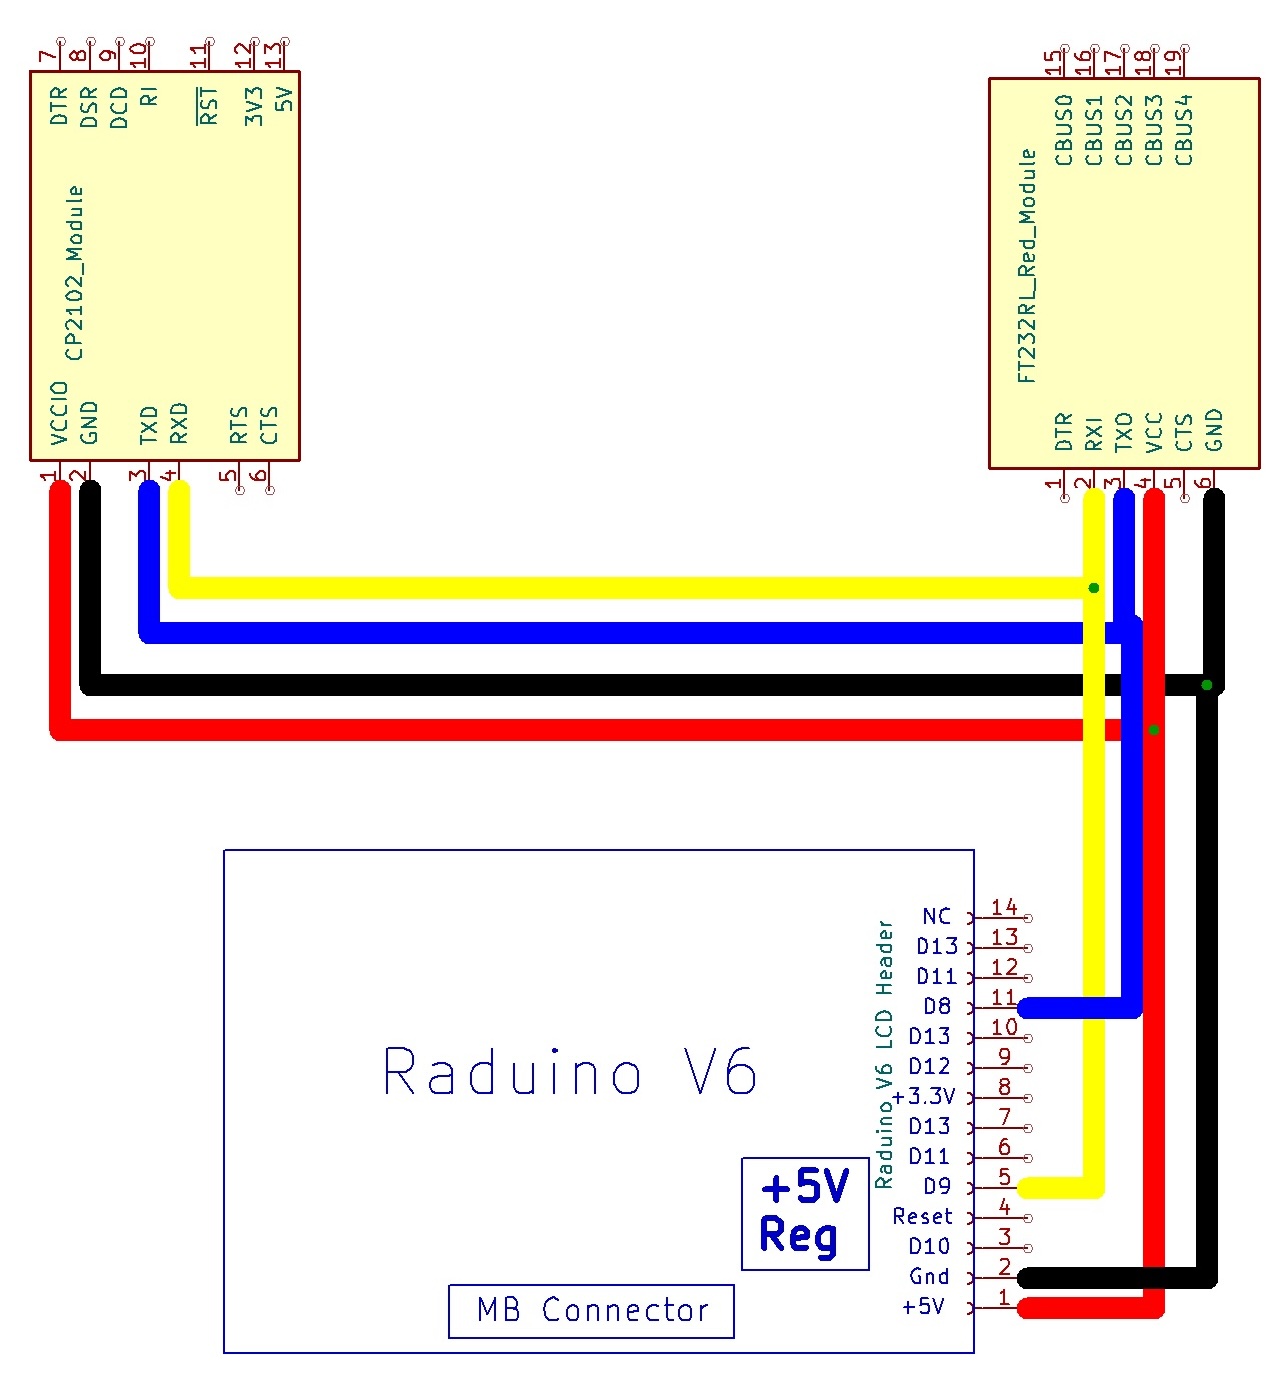 7 8 9 10 11 12 13
DTR DSR DCD RI RST 3V3 5V
CP2102_Module
VCCIO GND TXD RXD RTS CTS
1 2 3 4 5 6
15 16 17 18 19
CBUS0 CBUS1 CBUS2 CBUS3 CBUS4
FT232RL_Red_Module
DTR RXI TXO VCC CTS GND
1 2 3 4 5 6
Raduino V6
+5V
Reg
MB Connector
Raduino V6 LCD Header
NC 14
D13 13
D11 12
D8 11
D13 10
D12 9
+3.3V 8
D13 7
D11 6
D9 5
Reset 4
D10 3
Gnd 2
+5V 1